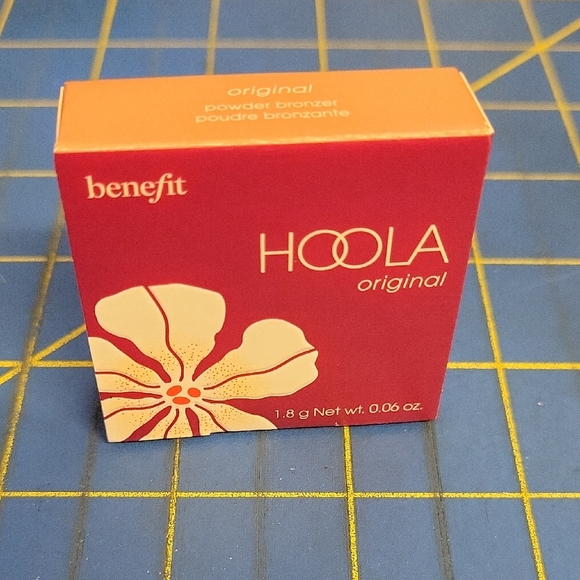 original
powder bronzer
poudre bronzante
benefit
HOOLA
original
1.8 g Net wt. 0.06 oz.